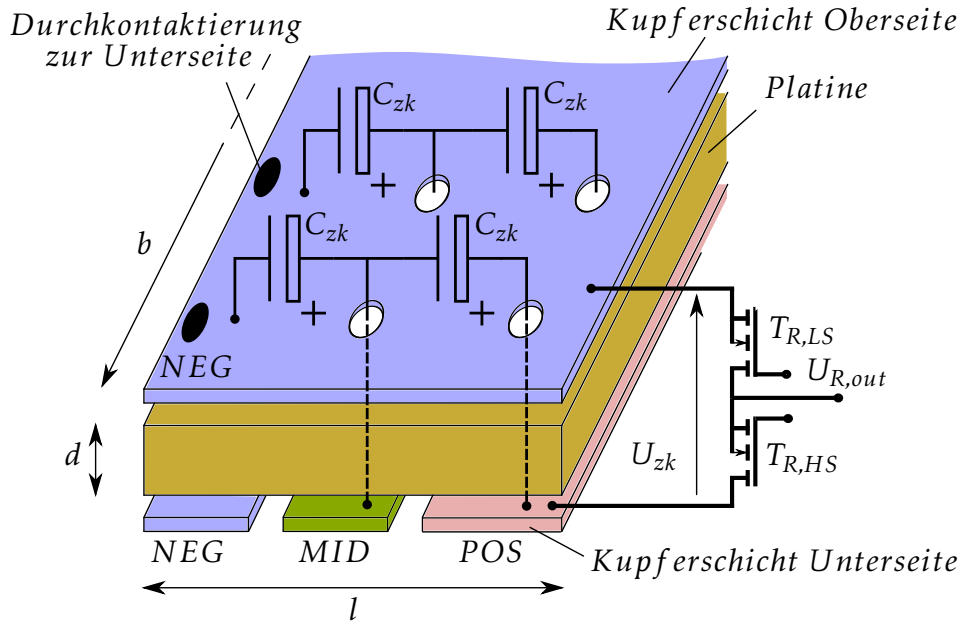 Durchkontaktierung
zur Unterseite
Kupferschicht Oberseite
Platine
C_zk
C_zk
+
+
b
C_zk
C_zk
+
+
NEG
T_R,LS
U_R,out
d
U_zk
T_R,HS
NEG
MID
POS
Kupferschicht Unterseite
l